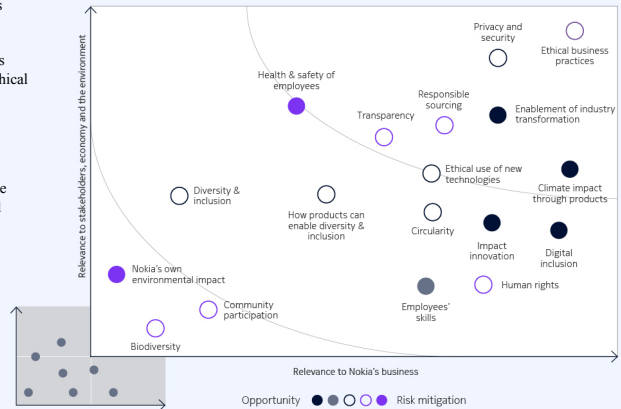 s
s
hical
e
Relevance to stakeholders, economy and the environment
Privacy and
security
Ethical business
practices
Health & safety of
employees
Transparency
Responsible
sourcing
Enablement of industry
transformation
Ethical use of new
technologies
Climate impact
through products
Diversity &
inclusion
How products can
enable diversity &
inclusion
Circularity
Impact
innovation
Digital
inclusion
Nokia's own
environmental impact
Community
participation
Biodiversity
Employees'
skills
Human rights
Relevance to Nokia's business
Opportunity
Risk mitigation